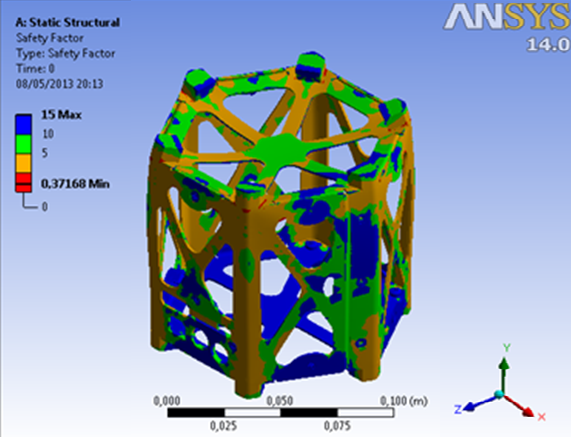 A: Static Structural
Safety Factor
Type: Safety Factor
Time: 0
08/05/2013 20:13
15 Max
10
5
0,37168 Min
0
ANSYS
14.0
0,000
0,050
0,100 (m)
0,025
0,075
Y
Z
X